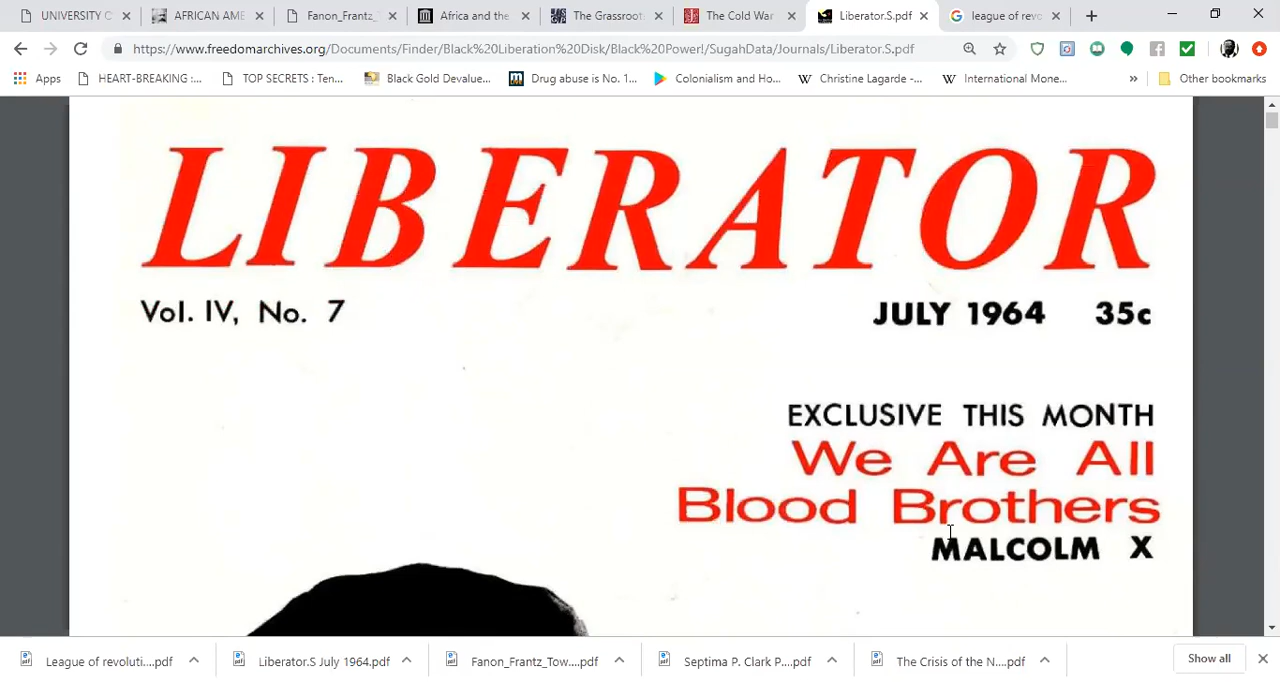 UNIVERSITY C
AFRICAN AME
Fanon_Frantz_
Africa and the
The Grassroot
The Cold War
Liberator.S.pdf
league of revo
https://www.freedomarchives.org/Documents/Finder/Black%20Liberation%20Disk/Black%20Power!/SugahData/Journals/Liberator.S.pdf
Apps
HEART-BREAKING :...
TOP SECRETS : Ten...
Black Gold Devalue...
Drug abuse is No. 1...
Colonialism and Ho...
Christine Lagarde -...
International Mone...
»
Other bookmarks
LIBERATOR
Vol. IV, No. 7
JULY 1964 35c
EXCLUSIVE THIS MONTH
We Are All
Blood Brothers
MALCOLM X
League of revoluti....pdf
Liberator.S July 1964.pdf
Fanon_Frantz_Tow....pdf
Septima P. Clark P....pdf
The Crisis of the N....pdf
Show all